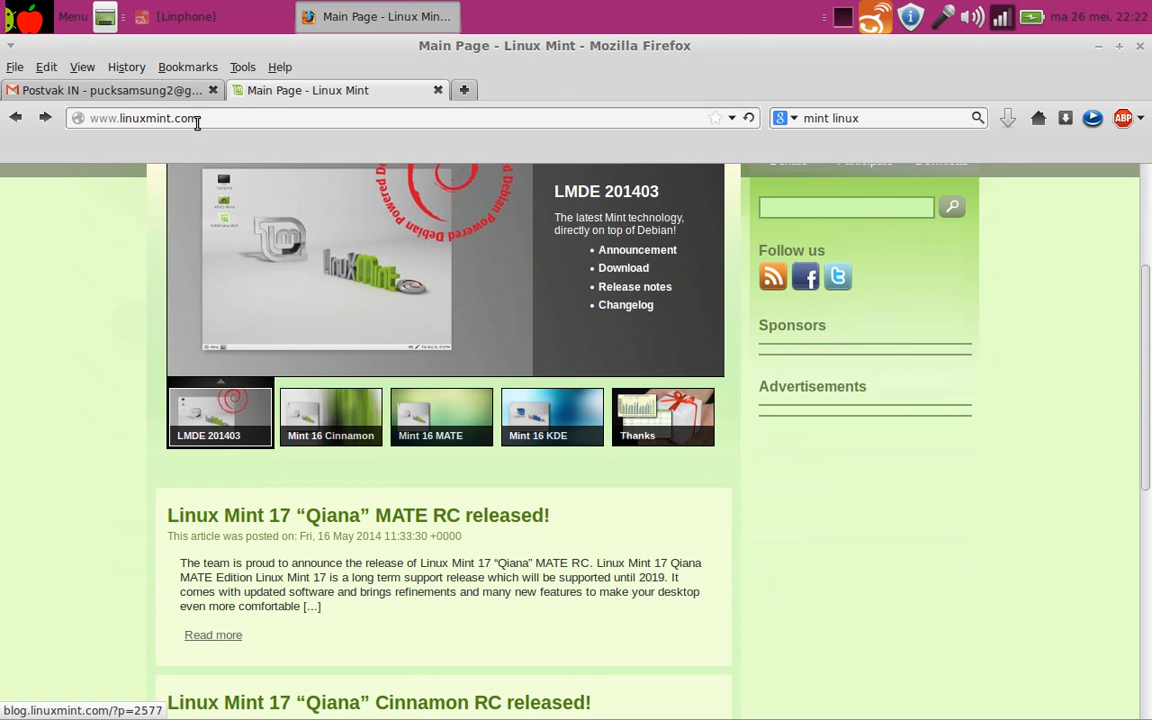 Menu [Linphone] Main Page - Linux Min... ma 26 mei, 22:22
Main Page - Linux Mint - Mozilla Firefox
File Edit View History Bookmarks Tools Help
Postvak IN - pucksamsung2@g... Main Page - Linux Mint
www.linuxmint.com mint linux ABP
LMDE 201403
The latest Mint technology,
directly on top of Debian!
• Announcement
• Download
• Release notes
• Changelog
Follow us
Sponsors
Advertisements
LMDE 201403 Mint 16 Cinnamon Mint 16 MATE Mint 16 KDE Thanks
Linux Mint 17 “Qiana” MATE RC released!
This article was posted on: Fri, 16 May 2014 11:33:30 +0000
The team is proud to announce the release of Linux Mint 17 “Qiana” MATE RC. Linux Mint 17 Qiana
MATE Edition Linux Mint 17 is a long term support release which will be supported until 2019. It
comes with updated software and brings refinements and many new features to make your desktop
even more comfortable [...]
Read more
Linux Mint 17 “Qiana” Cinnamon RC released!
blog.linuxmint.com/?p=2577